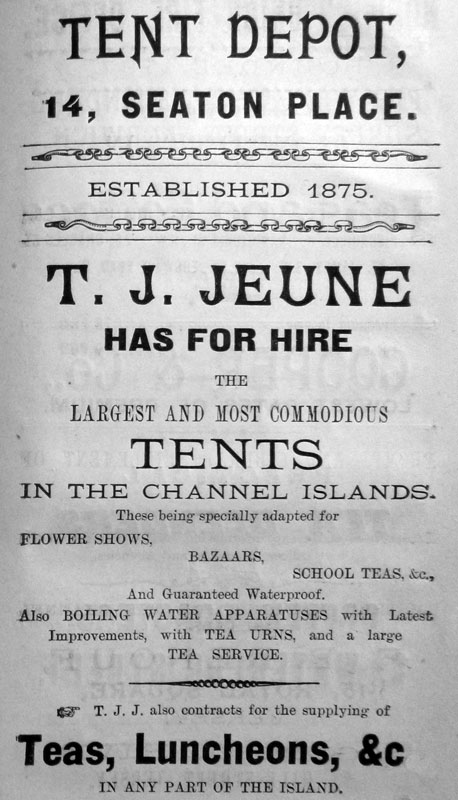 TENT DEPOT,
14, SEATON PLACE.
ESTABLISHED 1875.
T. J. JEUNE
HAS FOR HIRE
THE
LARGEST AND MOST COMMODIOUS
TENTS
IN THE CHANNEL ISLANDS.
These being specially adapted for
FLOWER SHOWS,
BAZAARS,
SCHOOL TEAS, &c.,
And Guaranteed Waterproof.
Also BOILING WATER APPARATUSES with Latest
Improvements, with TEA URNS, and a large
TEA SERVICE.
☞ T. J. J. also contracts for the supplying of
Teas, Luncheons, &c
IN ANY PART OF THE ISLAND.